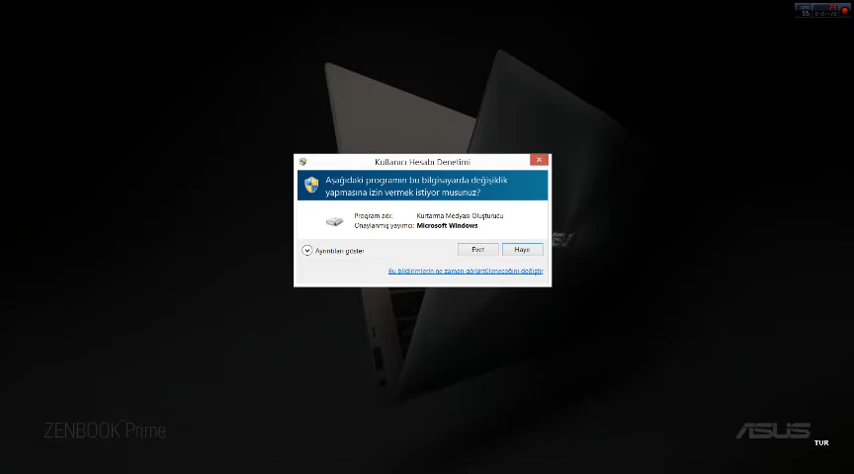 Kullanıcı Hesabı Denetimi
Aşağıdaki programın bu bilgisayarda değişiklik
yapmasına izin vermek istiyor musunuz?
Program adı: Kurtarma Medyası Oluşturucu
Onaylanmış yayımcı: Microsoft Windows
Ayrıntıları göster
Evet
Hayır
Bu bildirimlerin ne zaman görüntüleneceğini değiştir
ZENBOOK Prime
ASUS
TUR